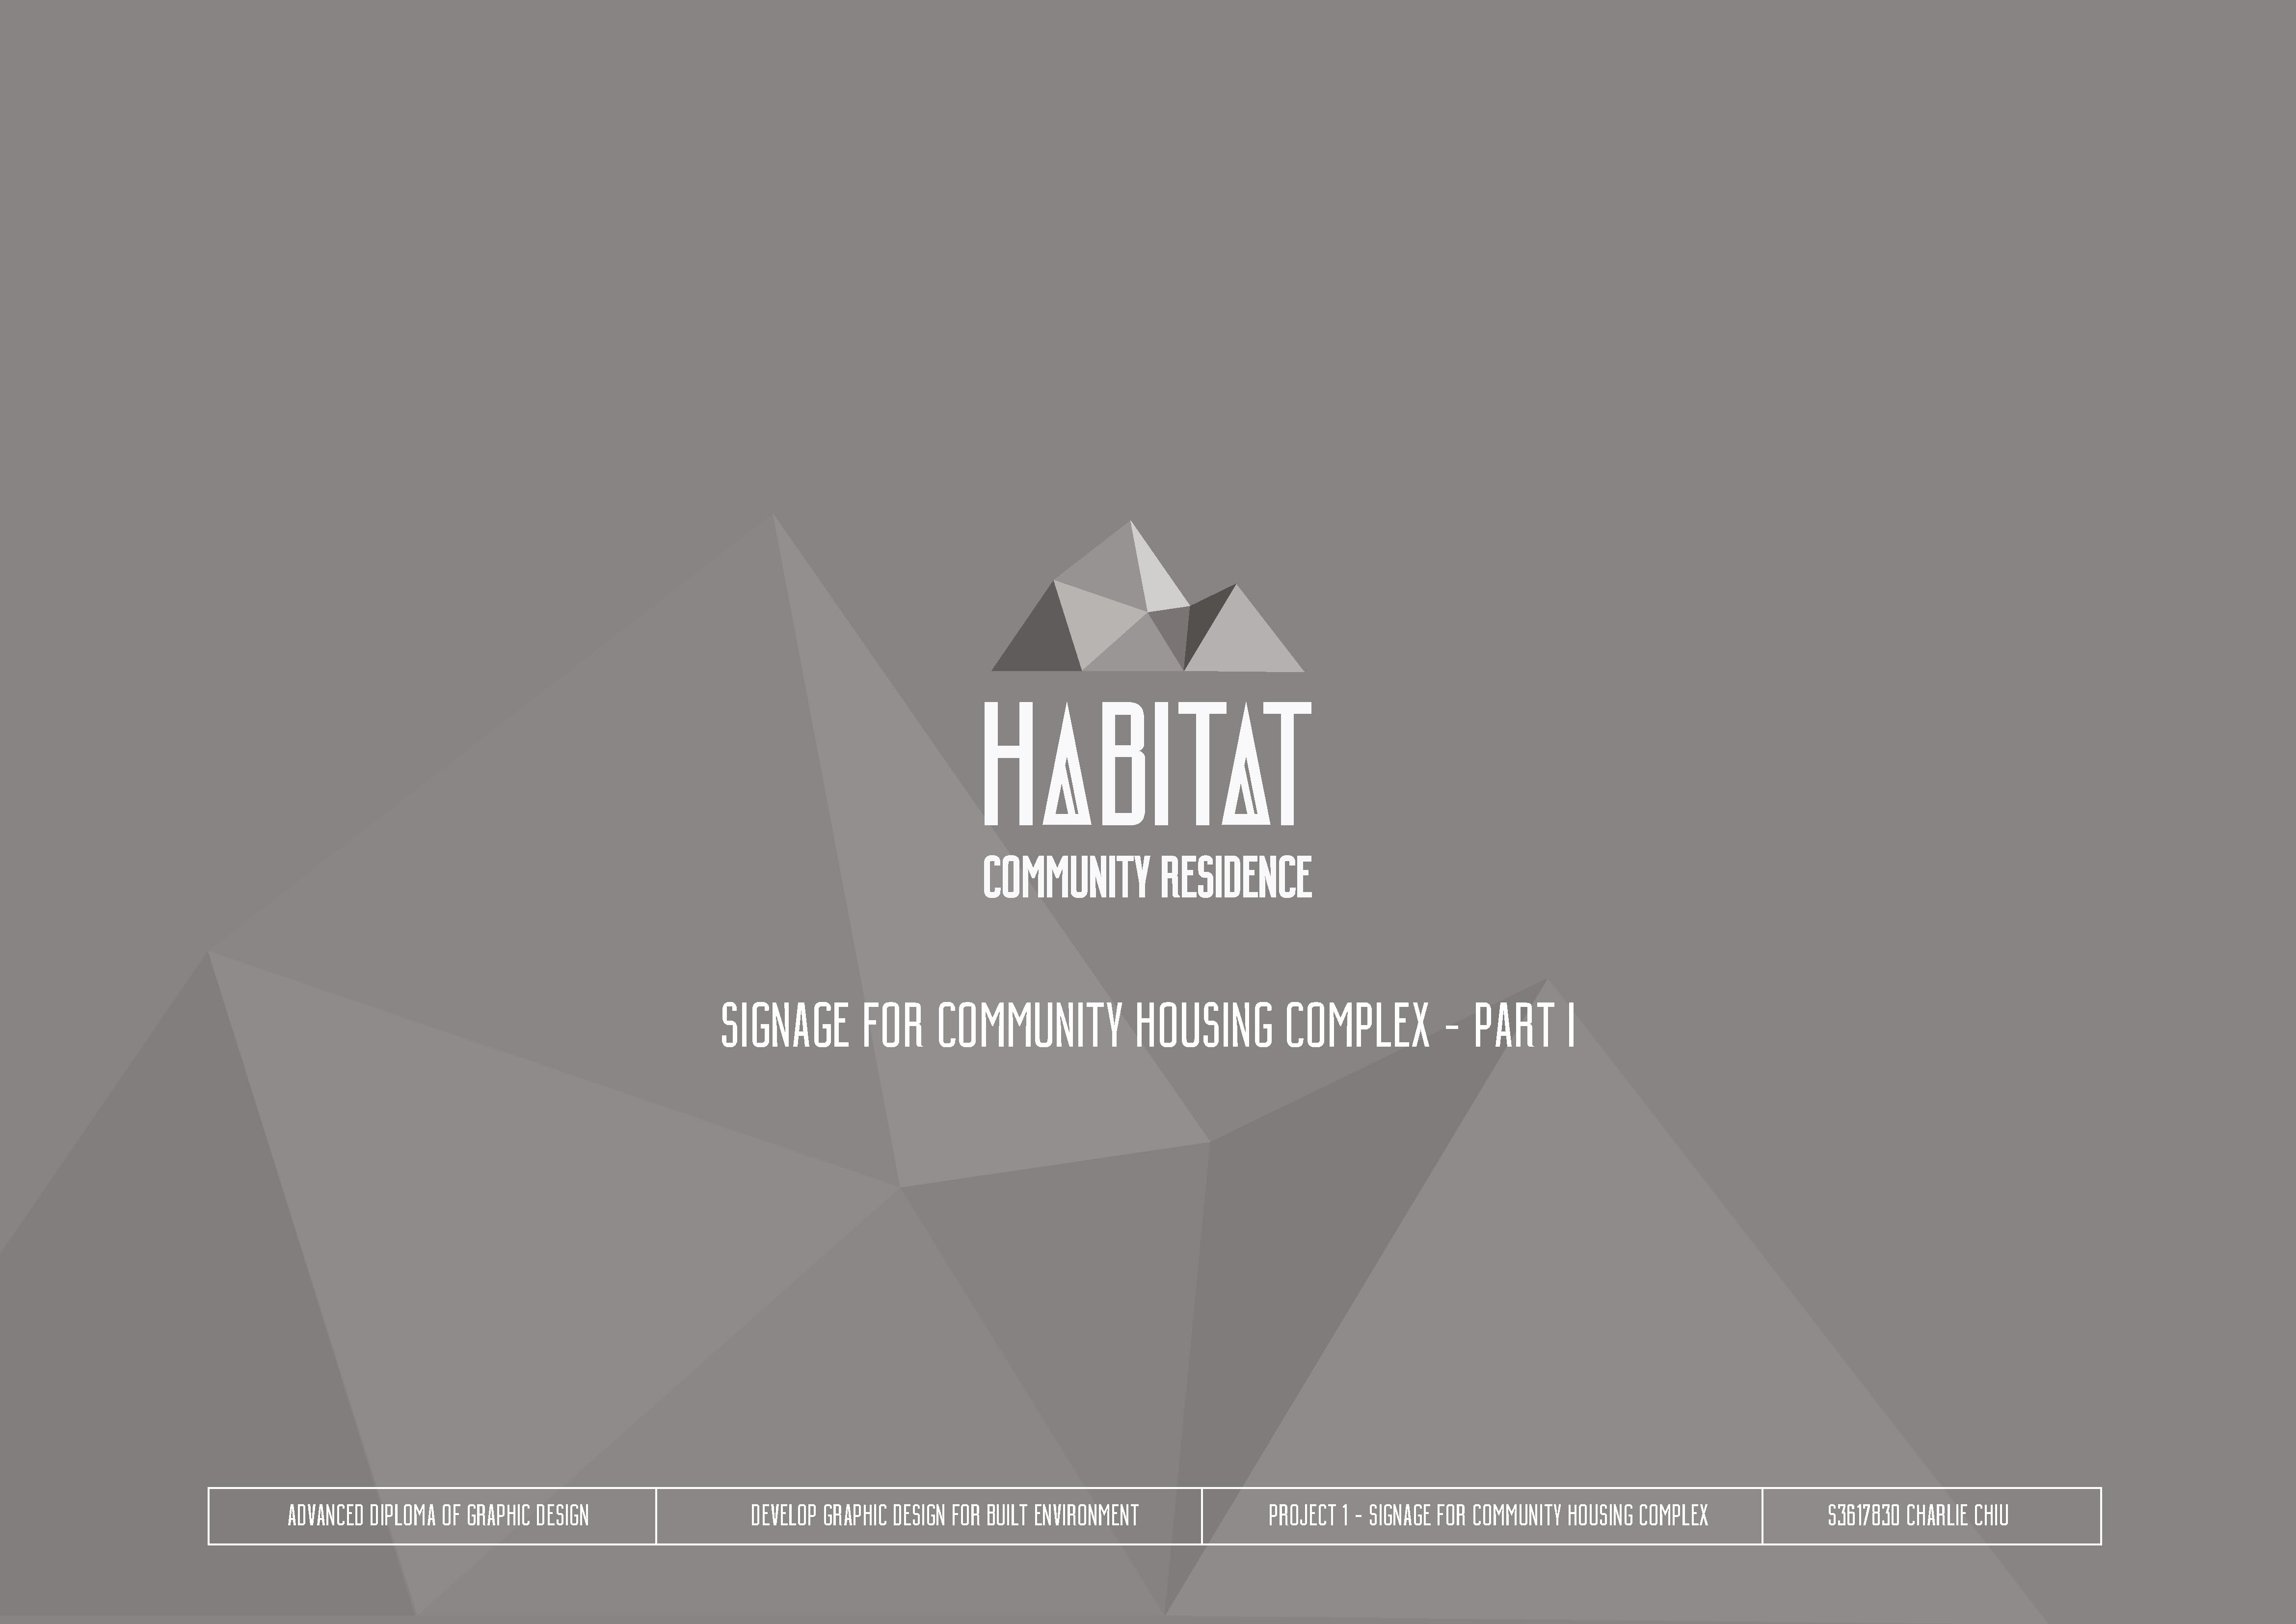 HABITAT
COMMUNITY RESIDENCE
SIGNAGE FOR COMMUNITY HOUSING COMPLEX - PART I
ADVANCED DIPLOMA OF GRAPHIC DESIGN
DEVELOP GRAPHIC DESIGN FOR BUILT ENVIRONMENT
PROJECT 1 - SIGNAGE FOR COMMUNITY HOUSING COMPLEX
S3617830 CHARLIE CHIU